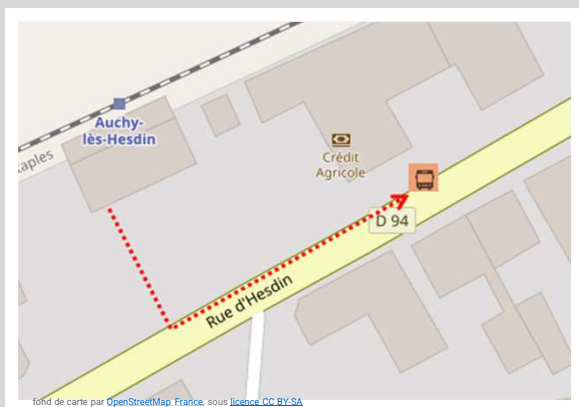 Auchy-
lès-Hesdin
taples
Crédit
Agricole
D 94
Rue d'Hesdin
fond de carte par OpenStreetMap France, sous licence CC BY-SA